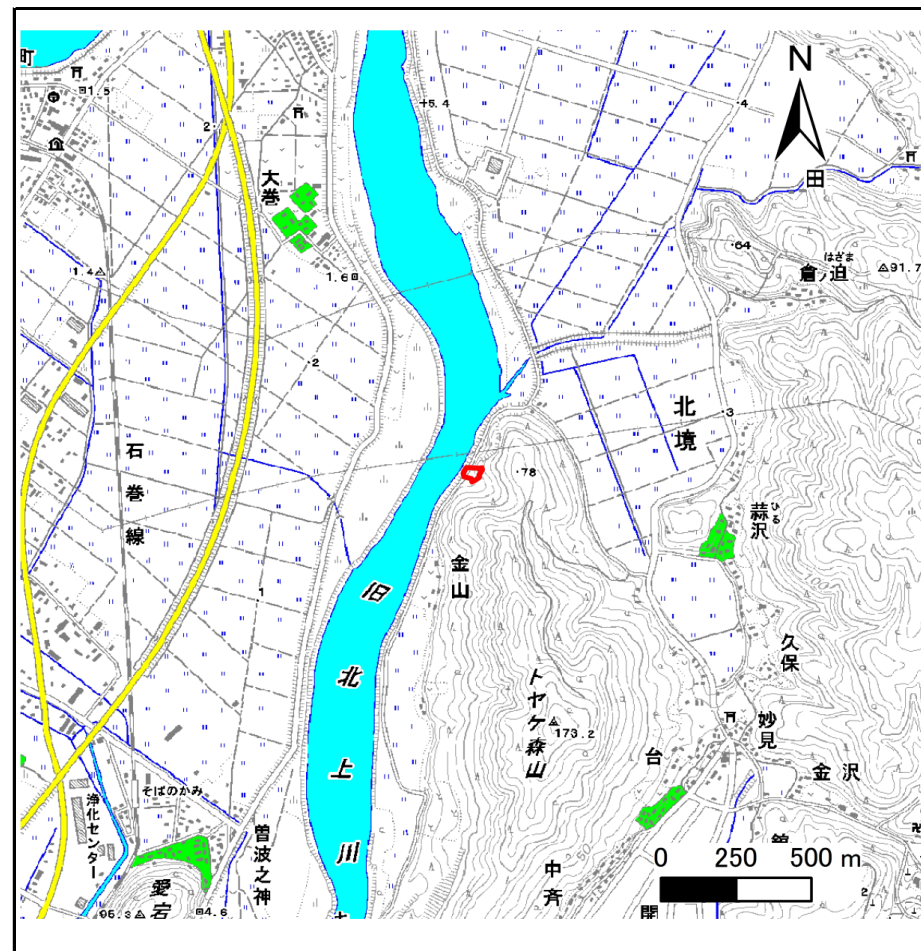 町
1.5
2
5.4
N
4
大巻
田
64
はざま
倉ノ迫
91.7
1.4
1.6
2
北境
3
石巻線
78
ひる
蒜沢
金山
1
旧北上川
久保
トヤケ森山
173.2
妙見
台
金沢
そばのかみ
浄化センター
曽波之神
0 250 500 m
中斉
愛宕
95.3
4.6
2